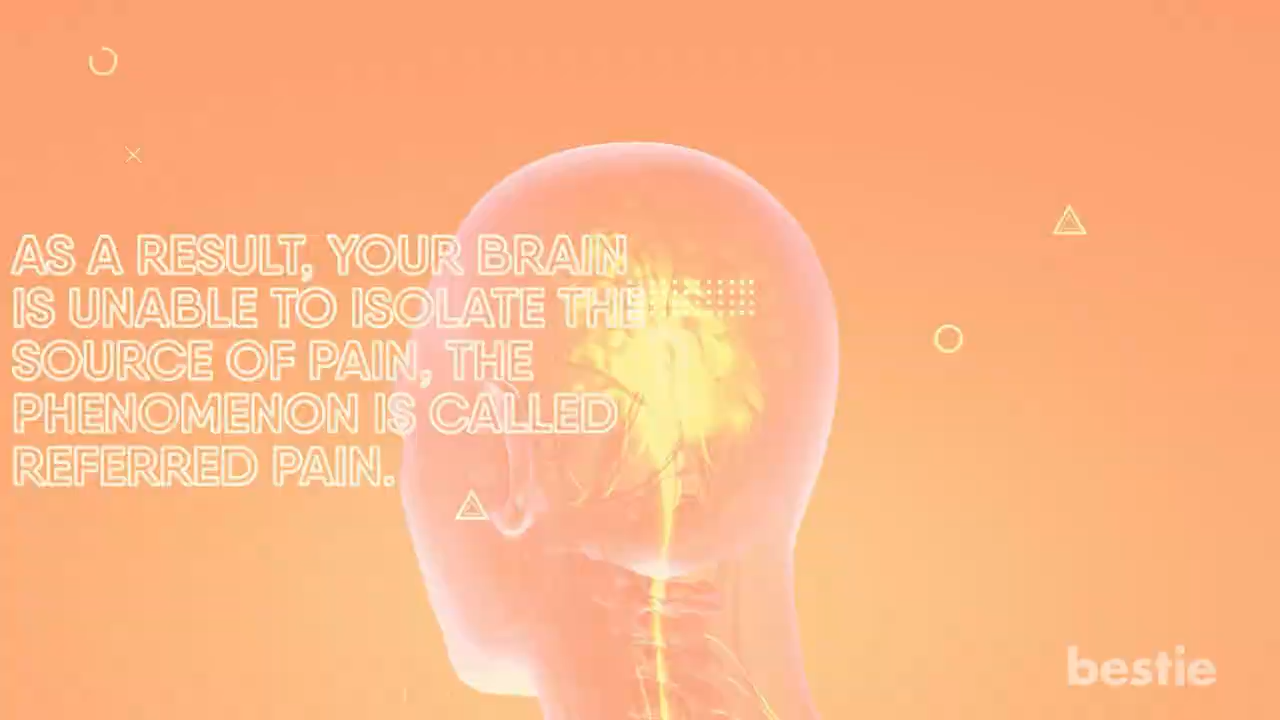 AS A RESULT, YOUR BRAIN
IS UNABLE TO ISOLATE THE
SOURCE OF PAIN, THE
PHENOMENON IS CALLED
REFERRED PAIN.
bestie